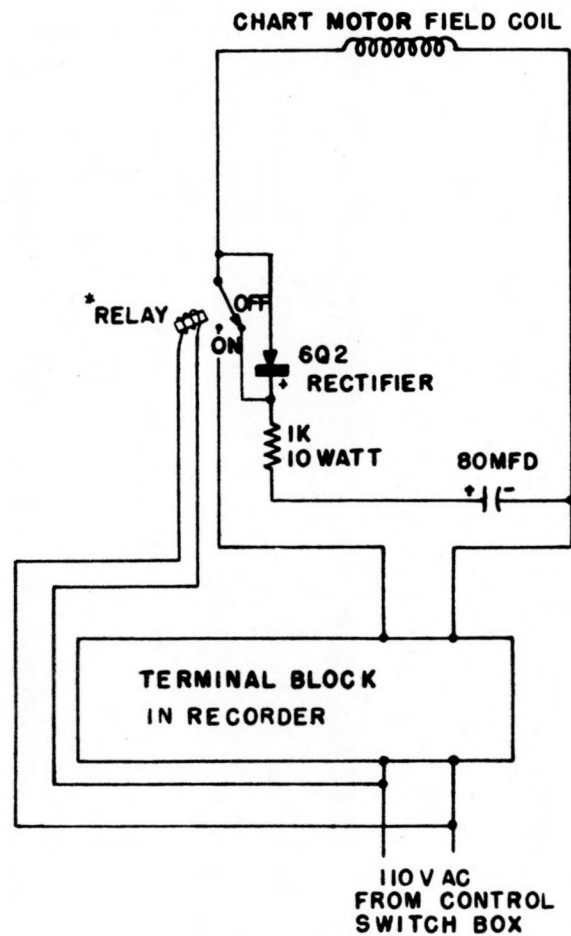 CHART MOTOR FIELD COIL
*RELAY
OFF
ON
6Q2
+ RECTIFIER
1K
10 WATT
80MFD
+ -
TERMINAL BLOCK
IN RECORDER
110 V AC
FROM CONTROL
SWITCH BOX